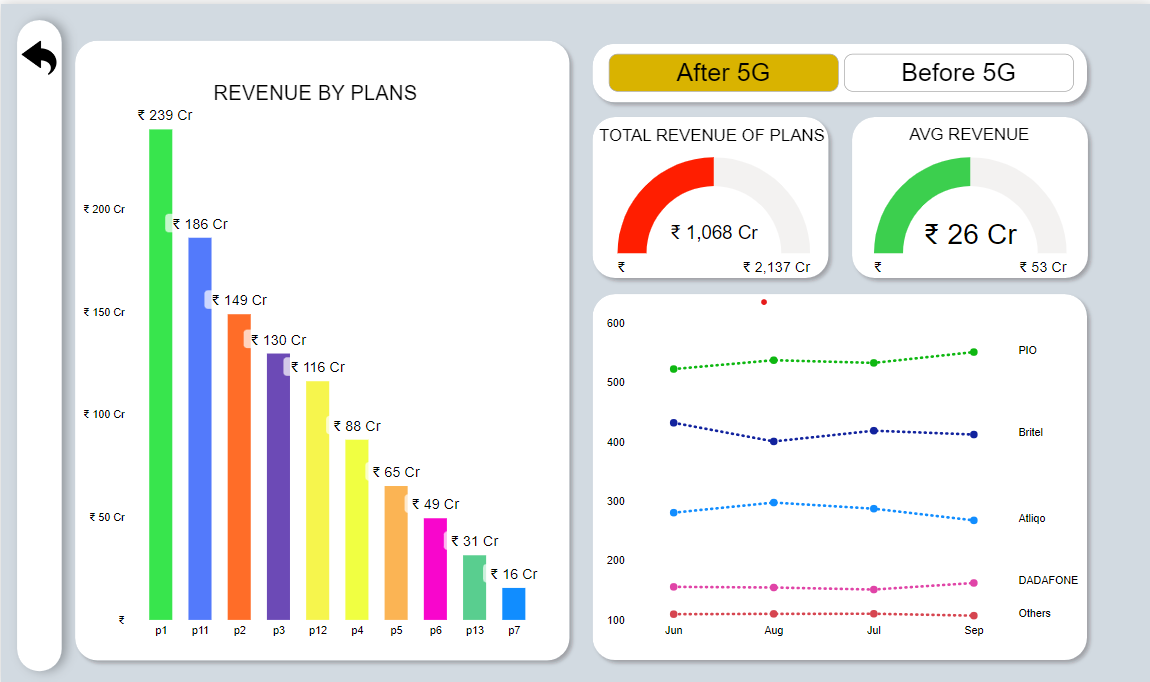 REVENUE BY PLANS
₹ 239 Cr
₹ 186 Cr
₹ 149 Cr
₹ 130 Cr
₹ 116 Cr
₹ 88 Cr
₹ 65 Cr
₹ 49 Cr
₹ 31 Cr
₹ 16 Cr
₹ 200 Cr
₹ 150 Cr
₹ 100 Cr
₹ 50 Cr
₹
p1 p11 p2 p3 p12 p4 p5 p6 p13 p7
After 5G
Before 5G
TOTAL REVENUE OF PLANS
₹ 1,068 Cr
₹ ₹ 2,137 Cr
AVG REVENUE
₹ 26 Cr
₹ ₹ 53 Cr
600
500
400
300
200
100
PIO
Britel
Atliqo
DADAFONE
Others
Jun Aug Jul Sep